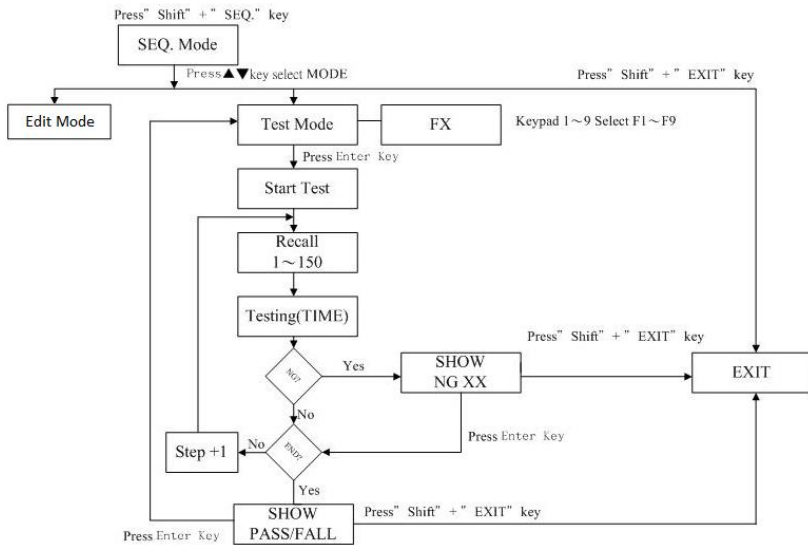 Press” Shift” + ” SEQ.” key
SEQ. Mode
Press▲▼key select MODE
Press” Shift” + ” EXIT” key
Edit Mode
Test Mode
FX
Keypad 1～9 Select F1～F9
Press Enter Key
Start Test
Recall
1～150
Testing(TIME)
NG?
Yes
SHOW
NG XX
Press” Shift” + ” EXIT” key
EXIT
No
Press Enter Key
Step +1
No
END?
Yes
SHOW
PASS/FALL
Press Enter Key
Press” Shift” + ” EXIT” key